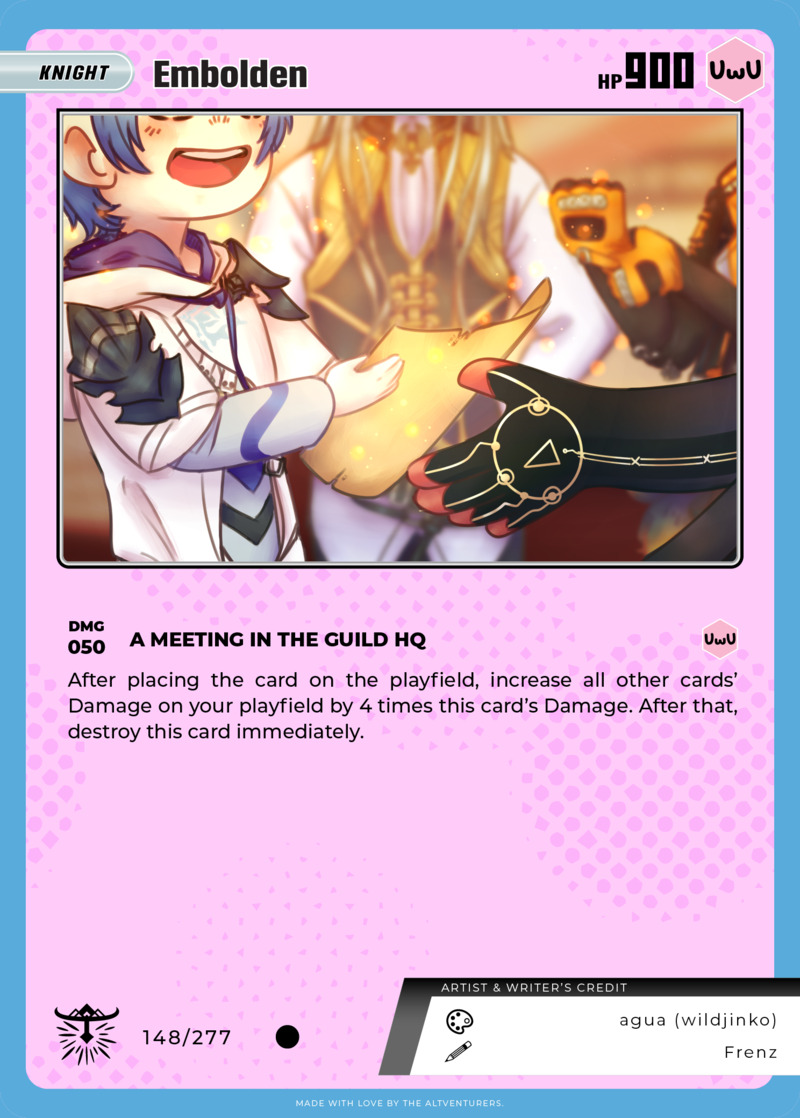 KNIGHT
Embolden
HP 900
UwU
DMG
050
A MEETING IN THE GUILD HQ
UwU
After placing the card on the playfield, increase all other cards’
Damage on your playfield by 4 times this card’s Damage. After that,
destroy this card immediately.
ARTIST & WRITER’S CREDIT
agua (wildjinko)
Frenz
148/277
MADE WITH LOVE BY THE ALTVENTURERS.